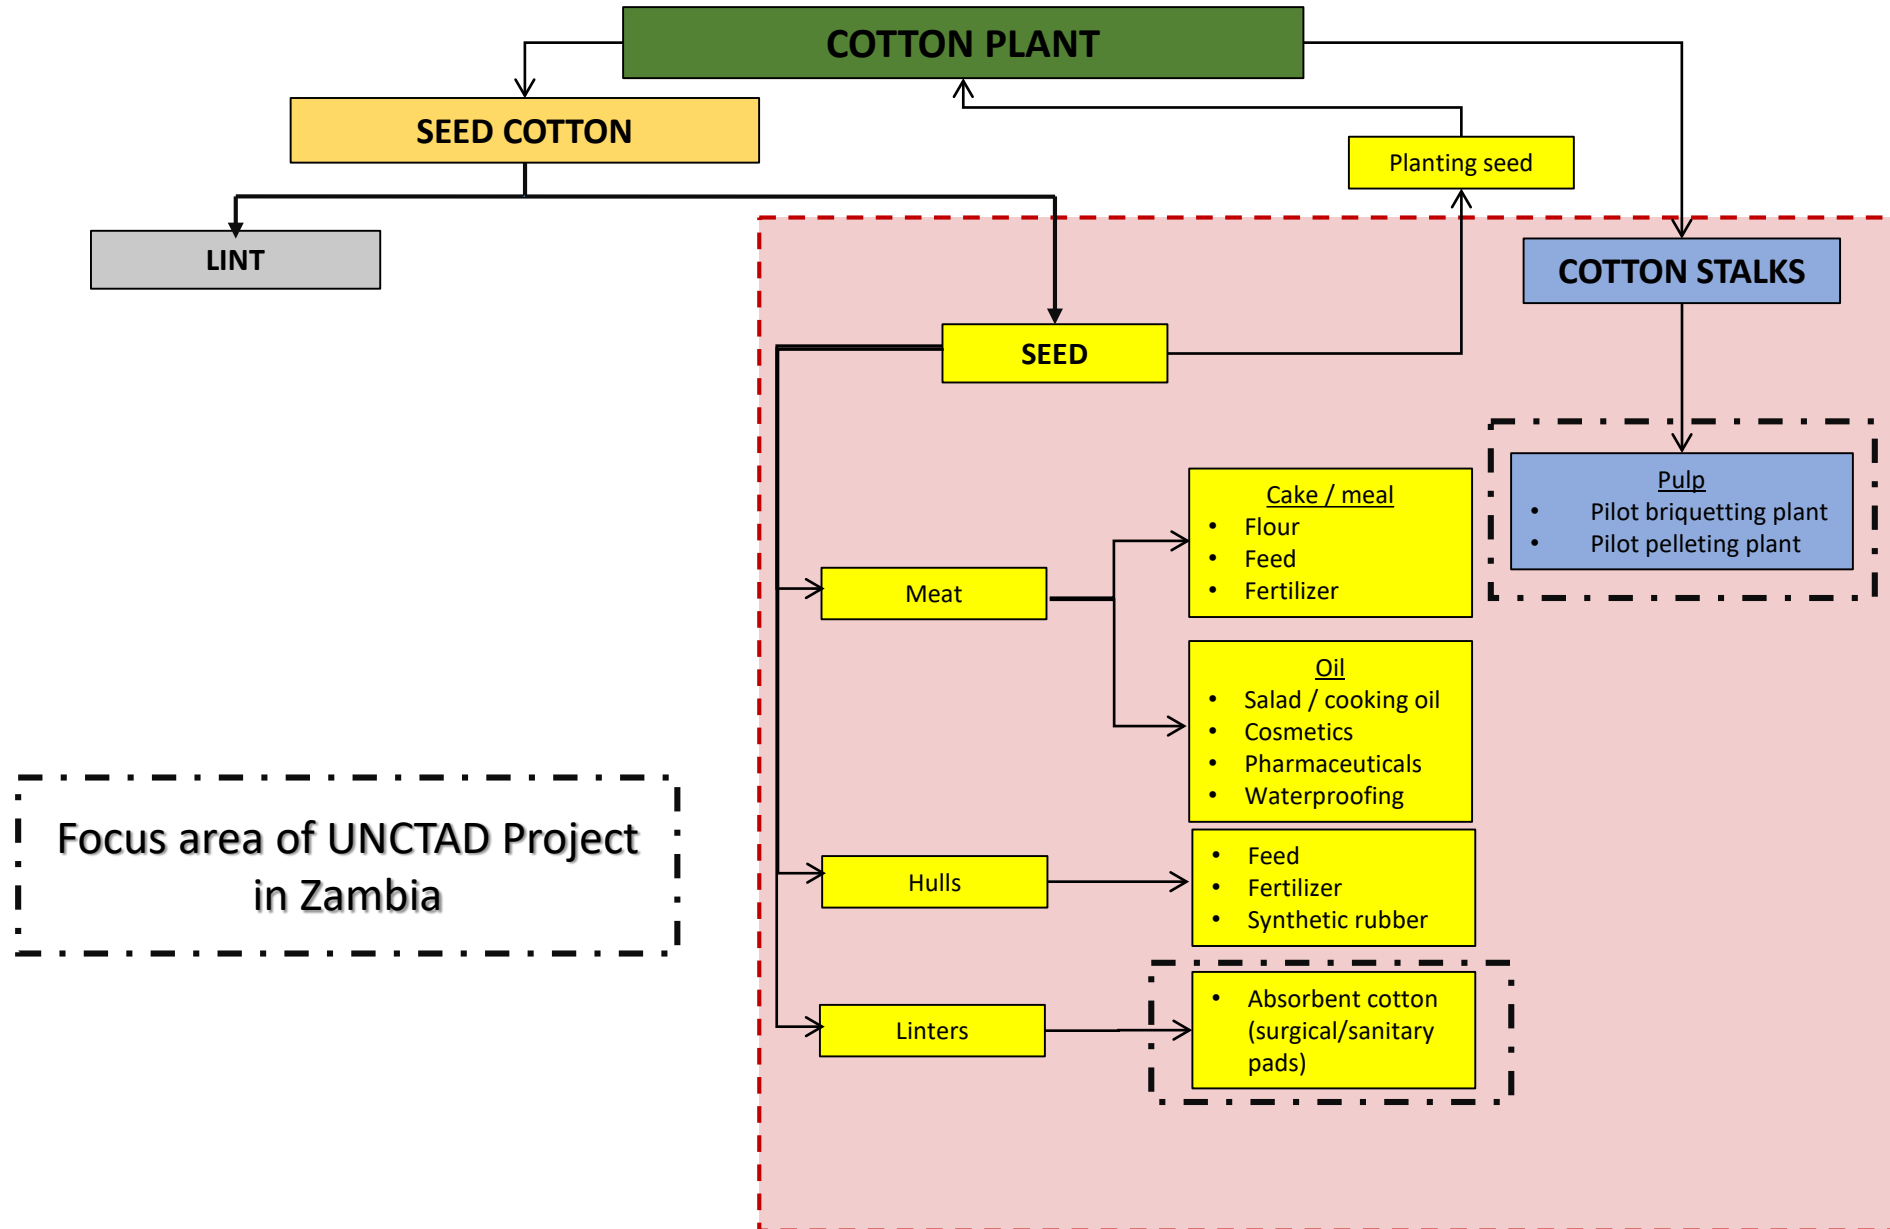 COTTON PLANT
SEED COTTON
Planting seed
LINT
COTTON STALKS
SEED
Pulp
• Pilot briquetting plant
• Pilot pelleting plant
Cake / meal
• Flour
• Feed
• Fertilizer
Meat
Oil
• Salad / cooking oil
• Cosmetics
• Pharmaceuticals
• Waterproofing
Focus area of UNCTAD Project
in Zambia
Hulls
• Feed
• Fertilizer
• Synthetic rubber
Linters
• Absorbent cotton
(surgical/sanitary
pads)